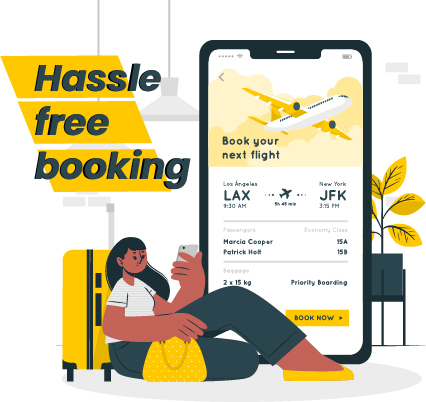 Hassle
free
booking
Book your
next flight
Los Angeles New York
LAX JFK
9:30 AM 5h 45 min 3:15 PM
Passengers Economy Class
Marcia Cooper 15A
Patrick Holt 15B
Baggage
2 x 15 kg Priority Boarding
BOOK NOW